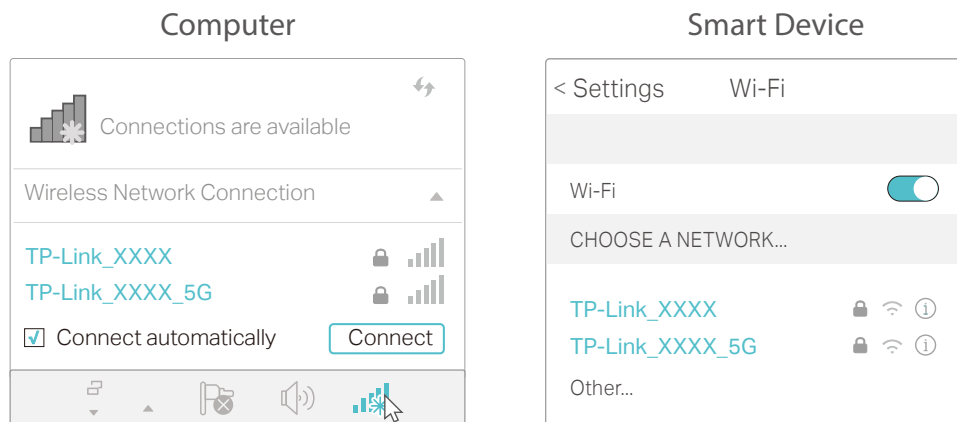 Computer
Connections are available
Wireless Network Connection
TP-Link_XXXX
TP-Link_XXXX_5G
Connect automatically
Connect
Smart Device
< Settings
Wi-Fi
Wi-Fi
CHOOSE A NETWORK...
TP-Link_XXXX
TP-Link_XXXX_5G
Other...